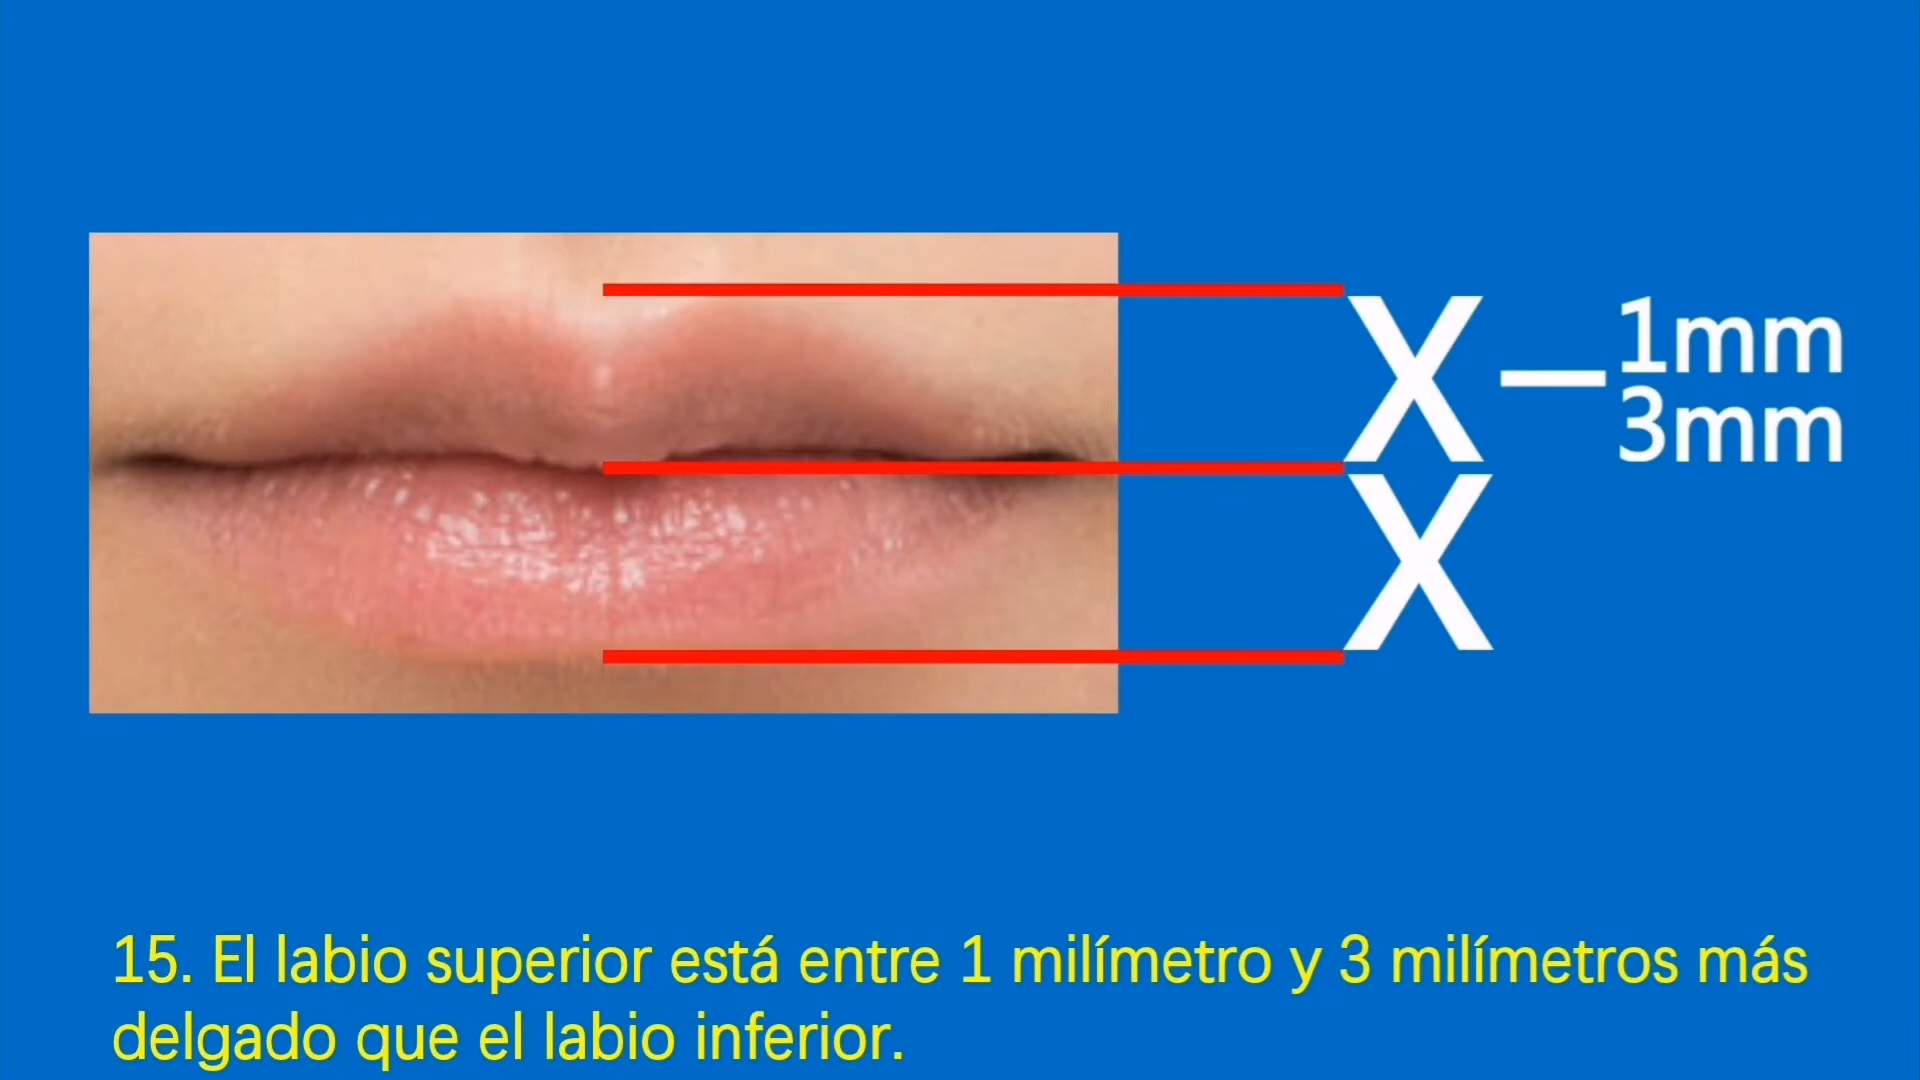 X — 1mm
3mm
X
15. El labio superior está entre 1 milímetro y 3 milímetros más
delgado que el labio inferior.